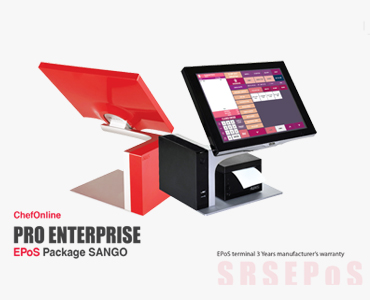 ChefOnline
PRO ENTERPRISE
EPoS Package SANGO
EPoS terminal 3 Years manufacturer's warranty
SRSEPoS